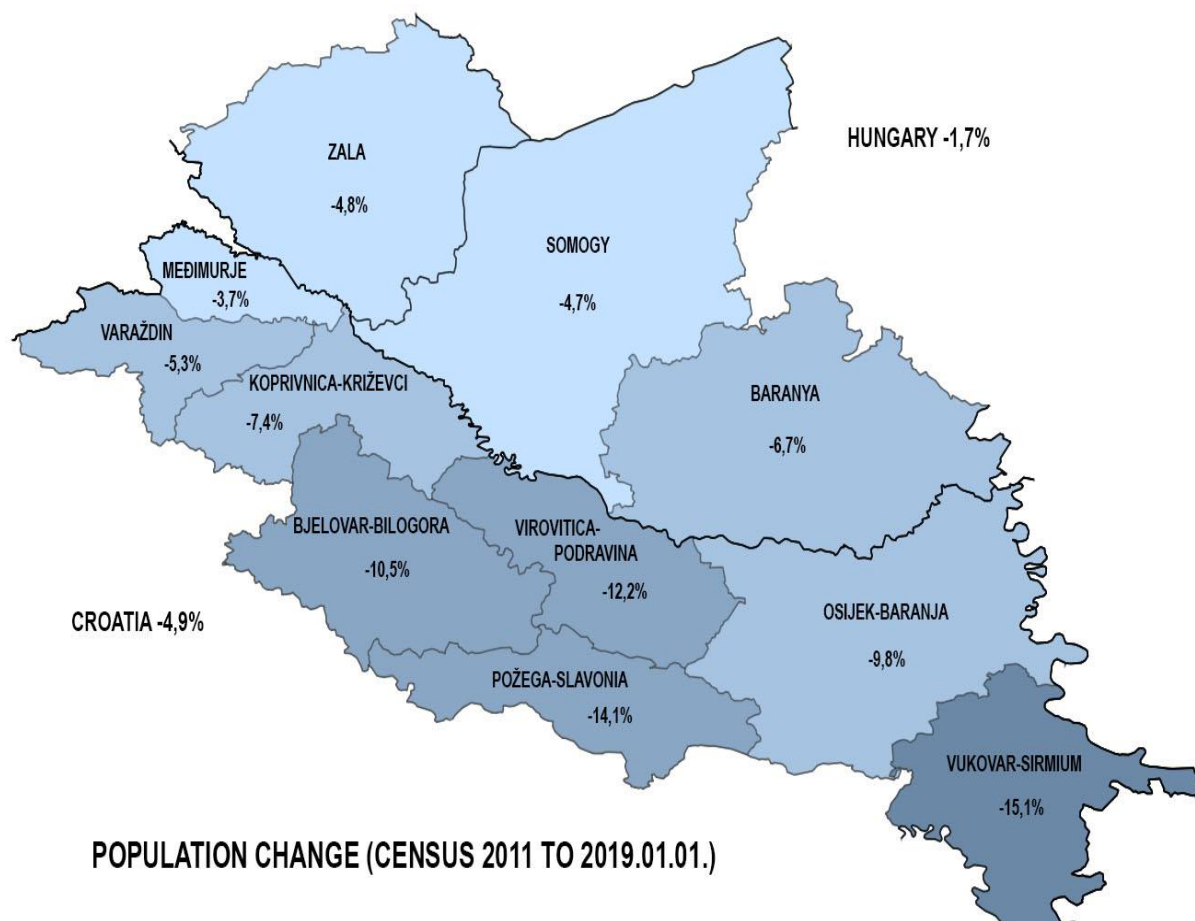 HUNGARY -1,7%
ZALA
-4,8%
SOMOGY
-4,7%
MEĐIMURJE
-3,7%
VARAŽDIN
-5,3%
KOPRIVNICA-KRIŽEVCI
-7,4%
BARANYA
-6,7%
BJELOVAR-BILOGORA
-10,5%
VIROVITICA-
PODRAVINA
-12,2%
CROATIA -4,9%
OSIJEK-BARANJA
-9,8%
POŽEGA-SLAVONIA
-14,1%
VUKOVAR-SIRMIUM
-15,1%
POPULATION CHANGE (CENSUS 2011 TO 2019.01.01.)